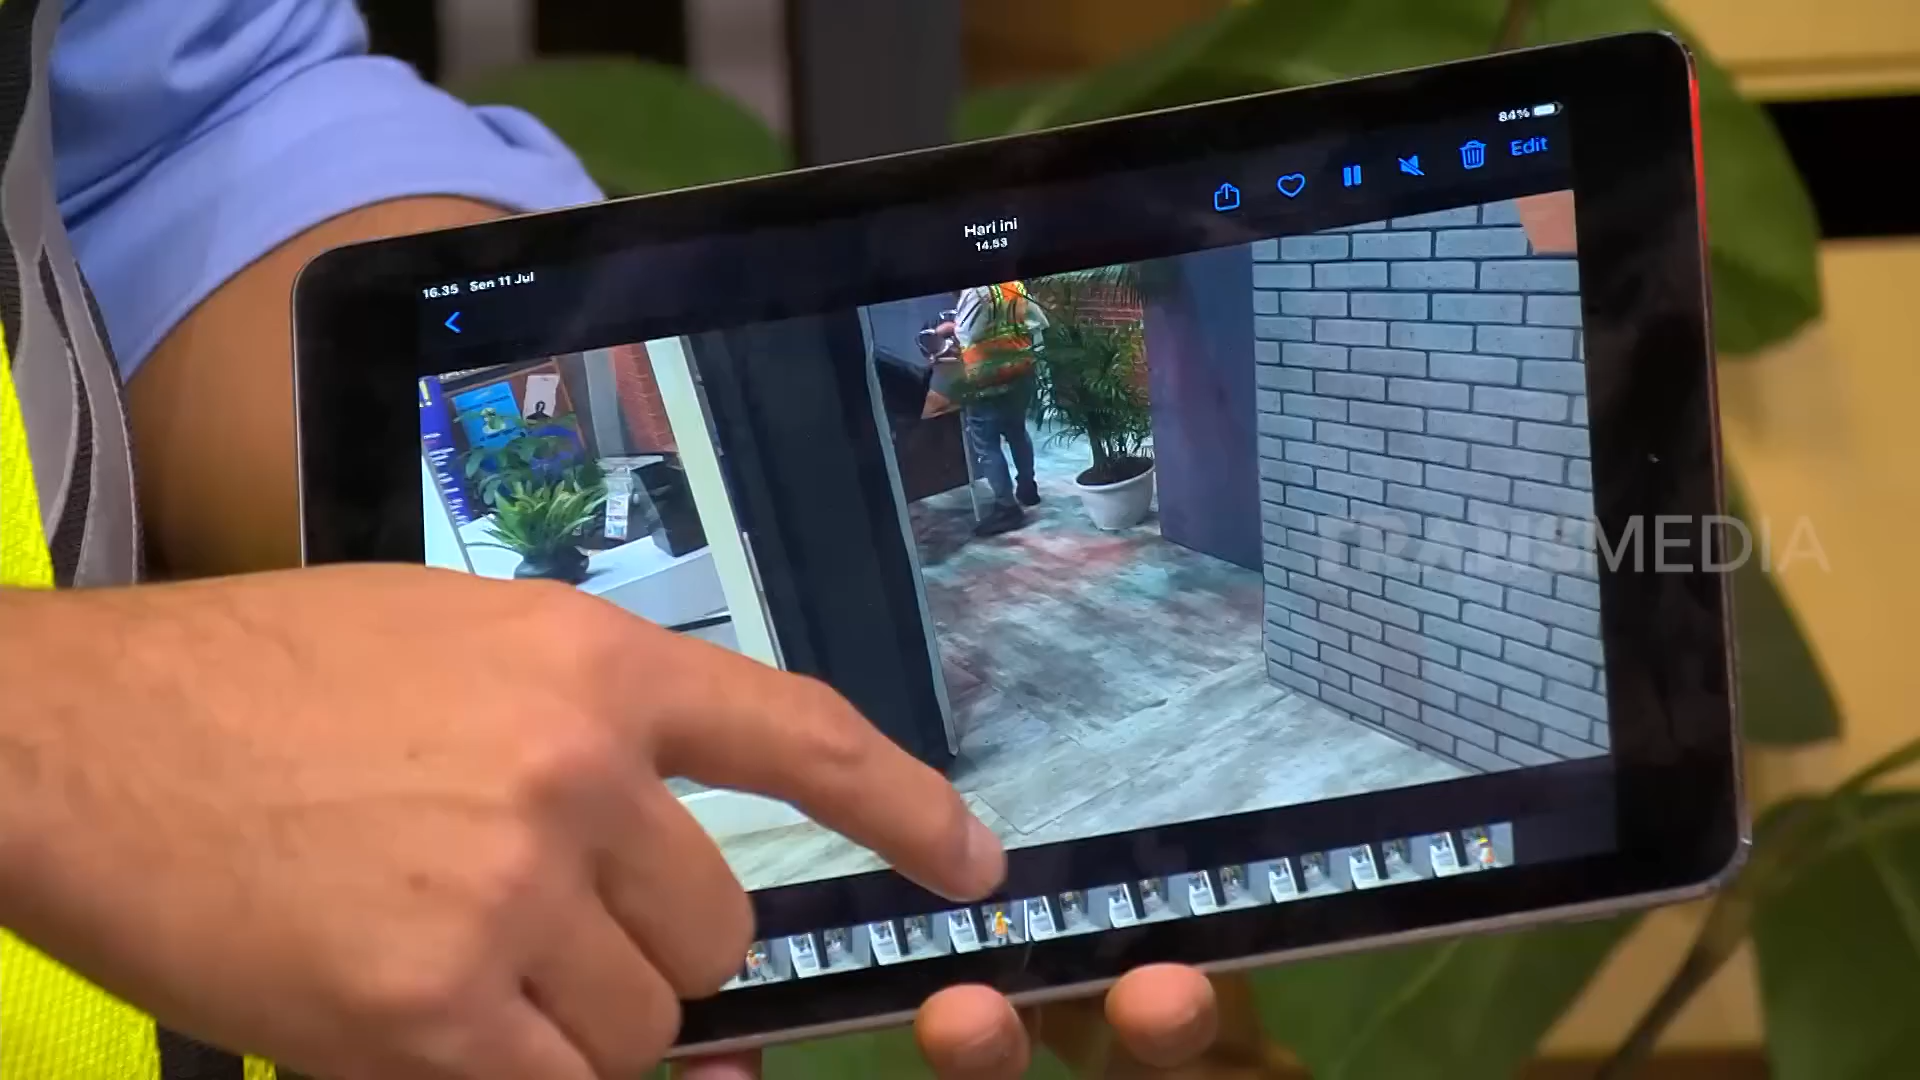 84%
Edit
Hari ini
14.53
16.35 Sen 11 Jul
TRANSMEDIA